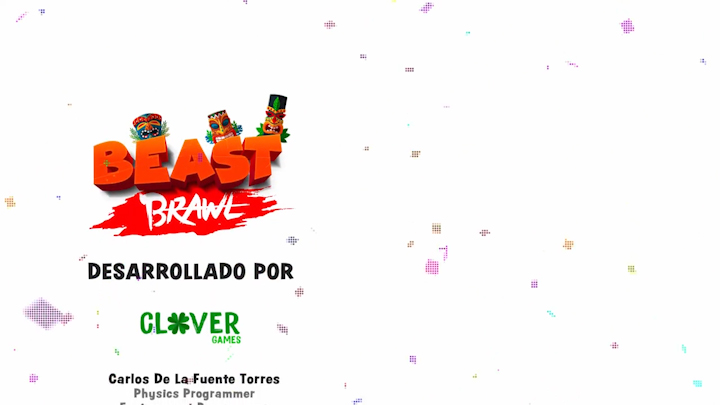 BEAST
BRAWL
DESARROLLADO POR
CLOVER
GAMES
Carlos De La Fuente Torres
Physics Programmer